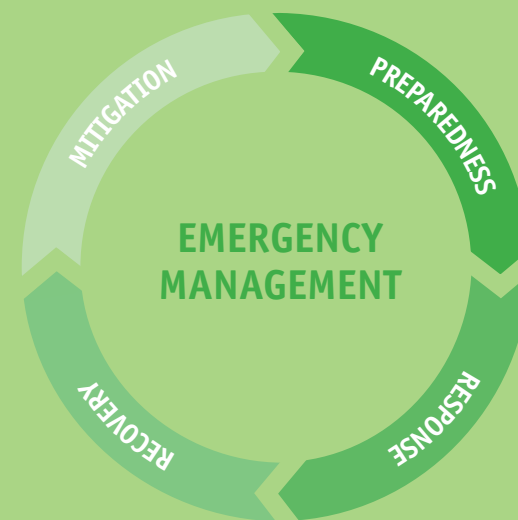 MITIGATION
PREPAREDNESS
EMERGENCY
MANAGEMENT
RECOVERY
RESPONSE